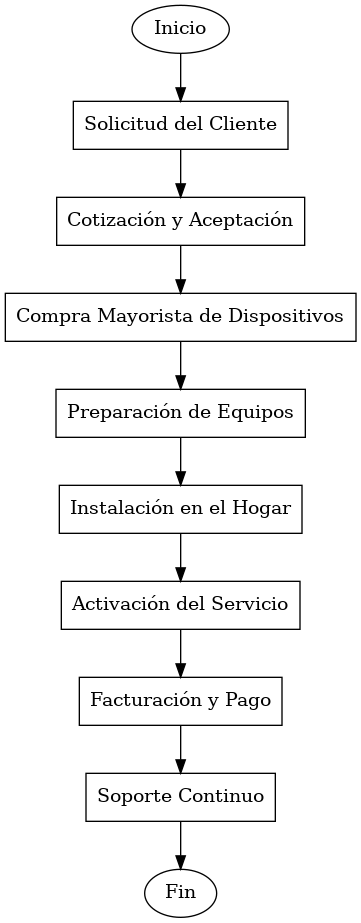 Inicio
Solicitud del Cliente
Cotización y Aceptación
Compra Mayorista de Dispositivos
Preparación de Equipos
Instalación en el Hogar
Activación del Servicio
Facturación y Pago
Soporte Continuo
Fin